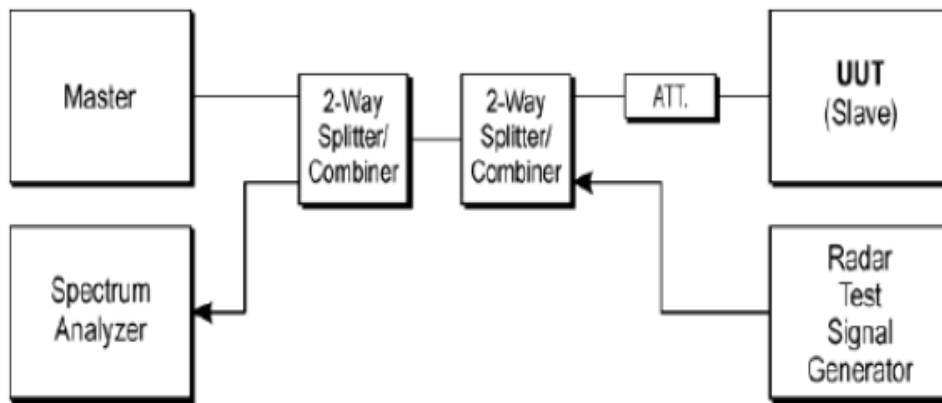 Master
2-Way
Splitter/
Combiner
2-Way
Splitter/
Combiner
ATT.
UUT
(Slave)
Spectrum
Analyzer
Radar
Test
Signal
Generator